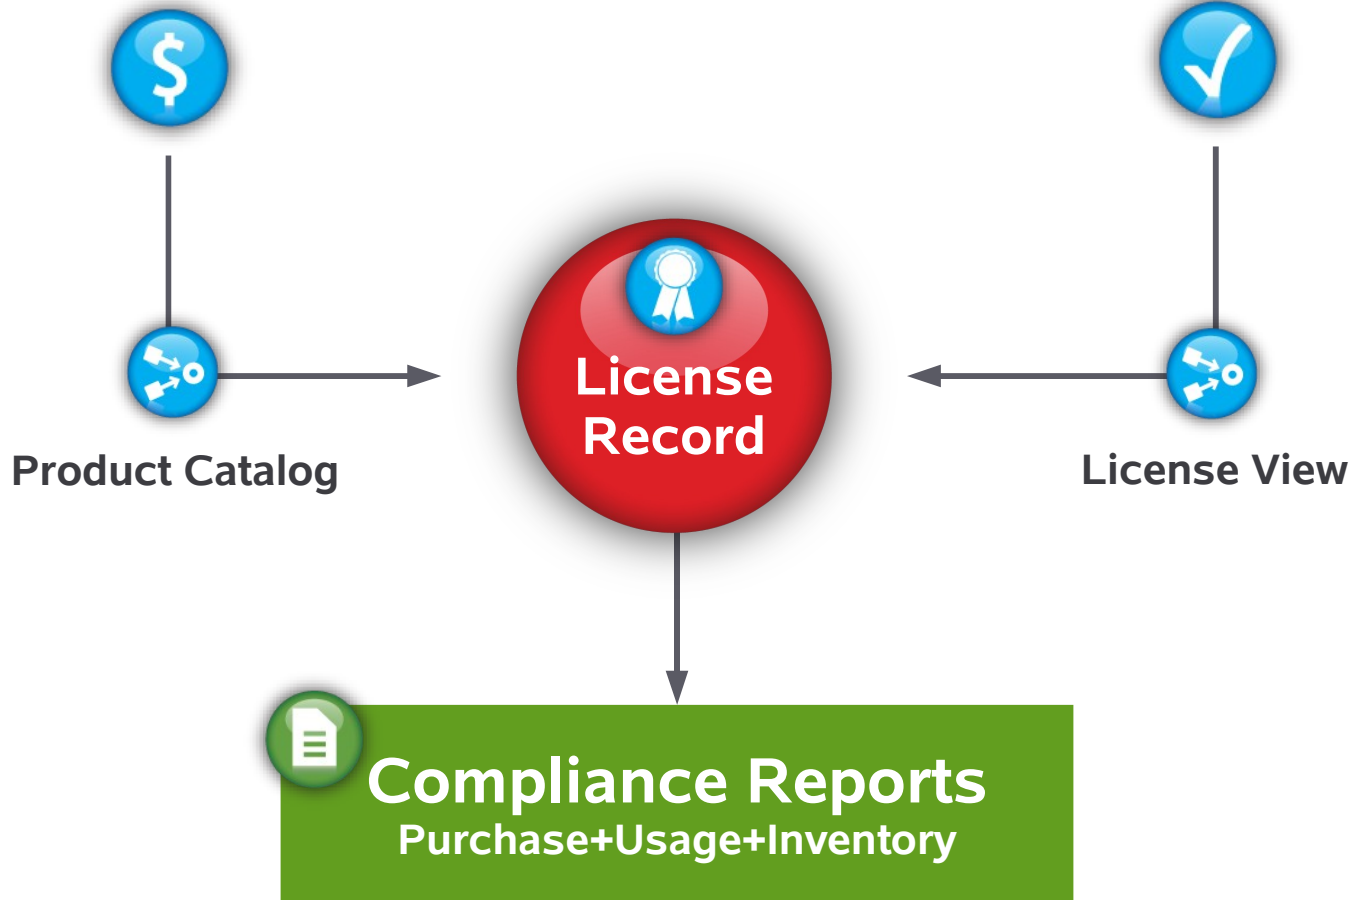 $
License
Record
Product Catalog
License View
Compliance Reports
Purchase+Usage+Inventory